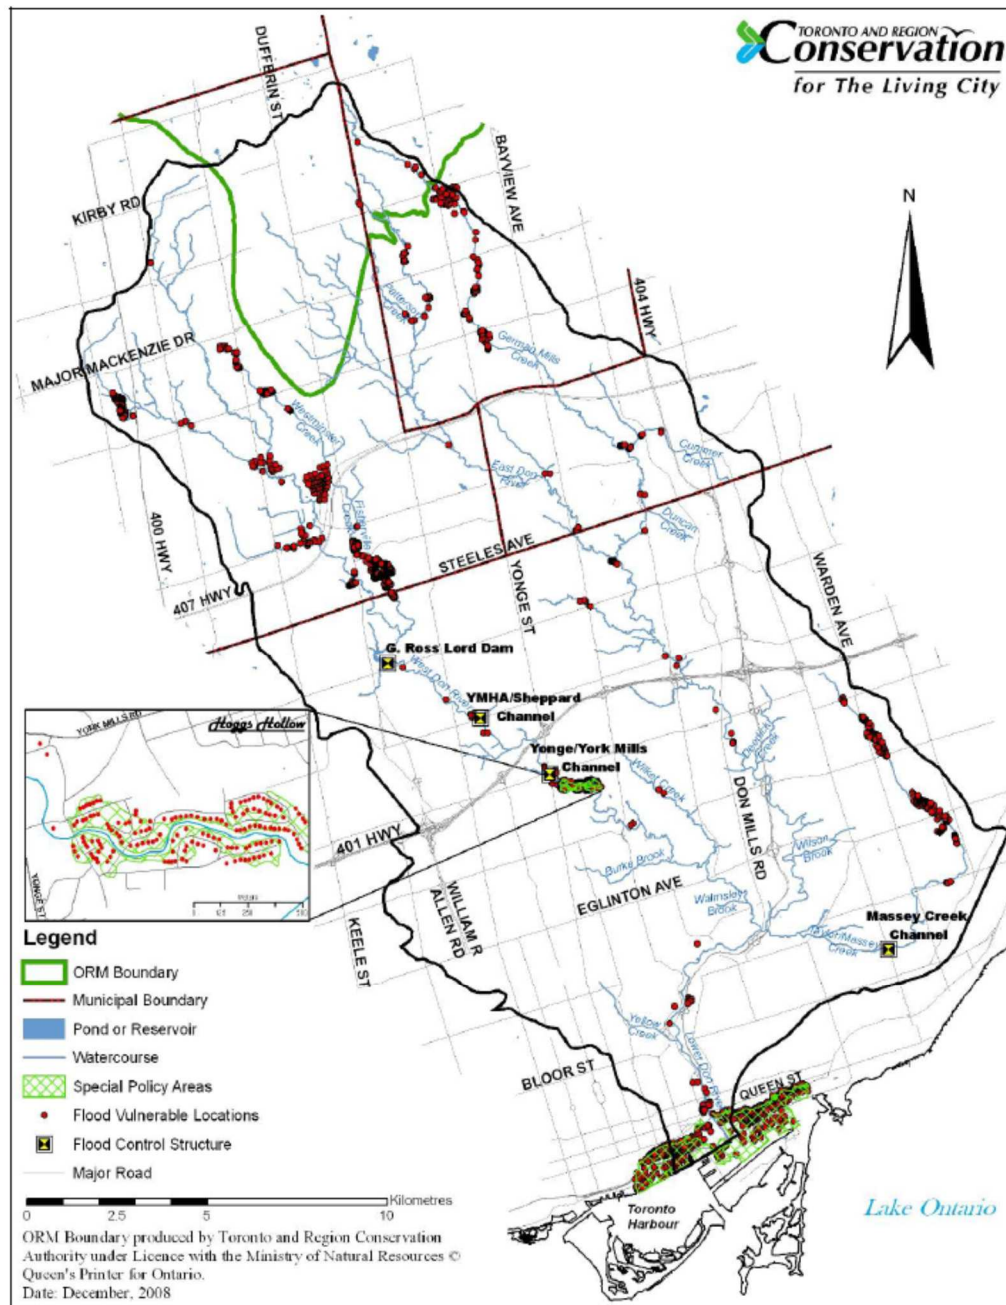 TORONTO AND REGION
Conservation
for The Living City
DUFFERIN ST
BAYVIEW AVE
N
KIRBY RD
404 HWY
Patterson
Creek
MAJOR MACKENZIE DR
German Mills
Creek
Westminster
Creek
Cummer
Creek
East Don
River
Fisherville
Creek
Duncan
Creek
400 HWY
STEELES AVE
407 HWY
YONGE ST
WARDEN AVE
G. Ross Lord Dam
West Don River
YMHA/Sheppard
Channel
YORK MILLS RD
Hoggs Hollow
Yonge/York Mills
Channel
Wilket Creek
Creek
DON MILLS RD
401 HWY
Wilson
Brook
Burke Brook
YONGE ST
EGLINTON AVE
Walmsley
Brook
WILLIAM R
ALLEN RD
KEELE ST
Massey Creek
Channel
Taylor/Massey
Creek
Legend
ORM Boundary
Municipal Boundary
Pond or Reservoir
Watercourse
Special Policy Areas
Flood Vulnerable Locations
Flood Control Structure
Major Road
Yellow
Creek
Lower Don River
BLOOR ST
QUEEN ST
Kilometres
0 2.5 5 10
Toronto
Harbour
Lake Ontario
ORM Boundary produced by Toronto and Region Conservation
Authority under Licence with the Ministry of Natural Resources ©
Queen's Printer for Ontario.
Date: December, 2008